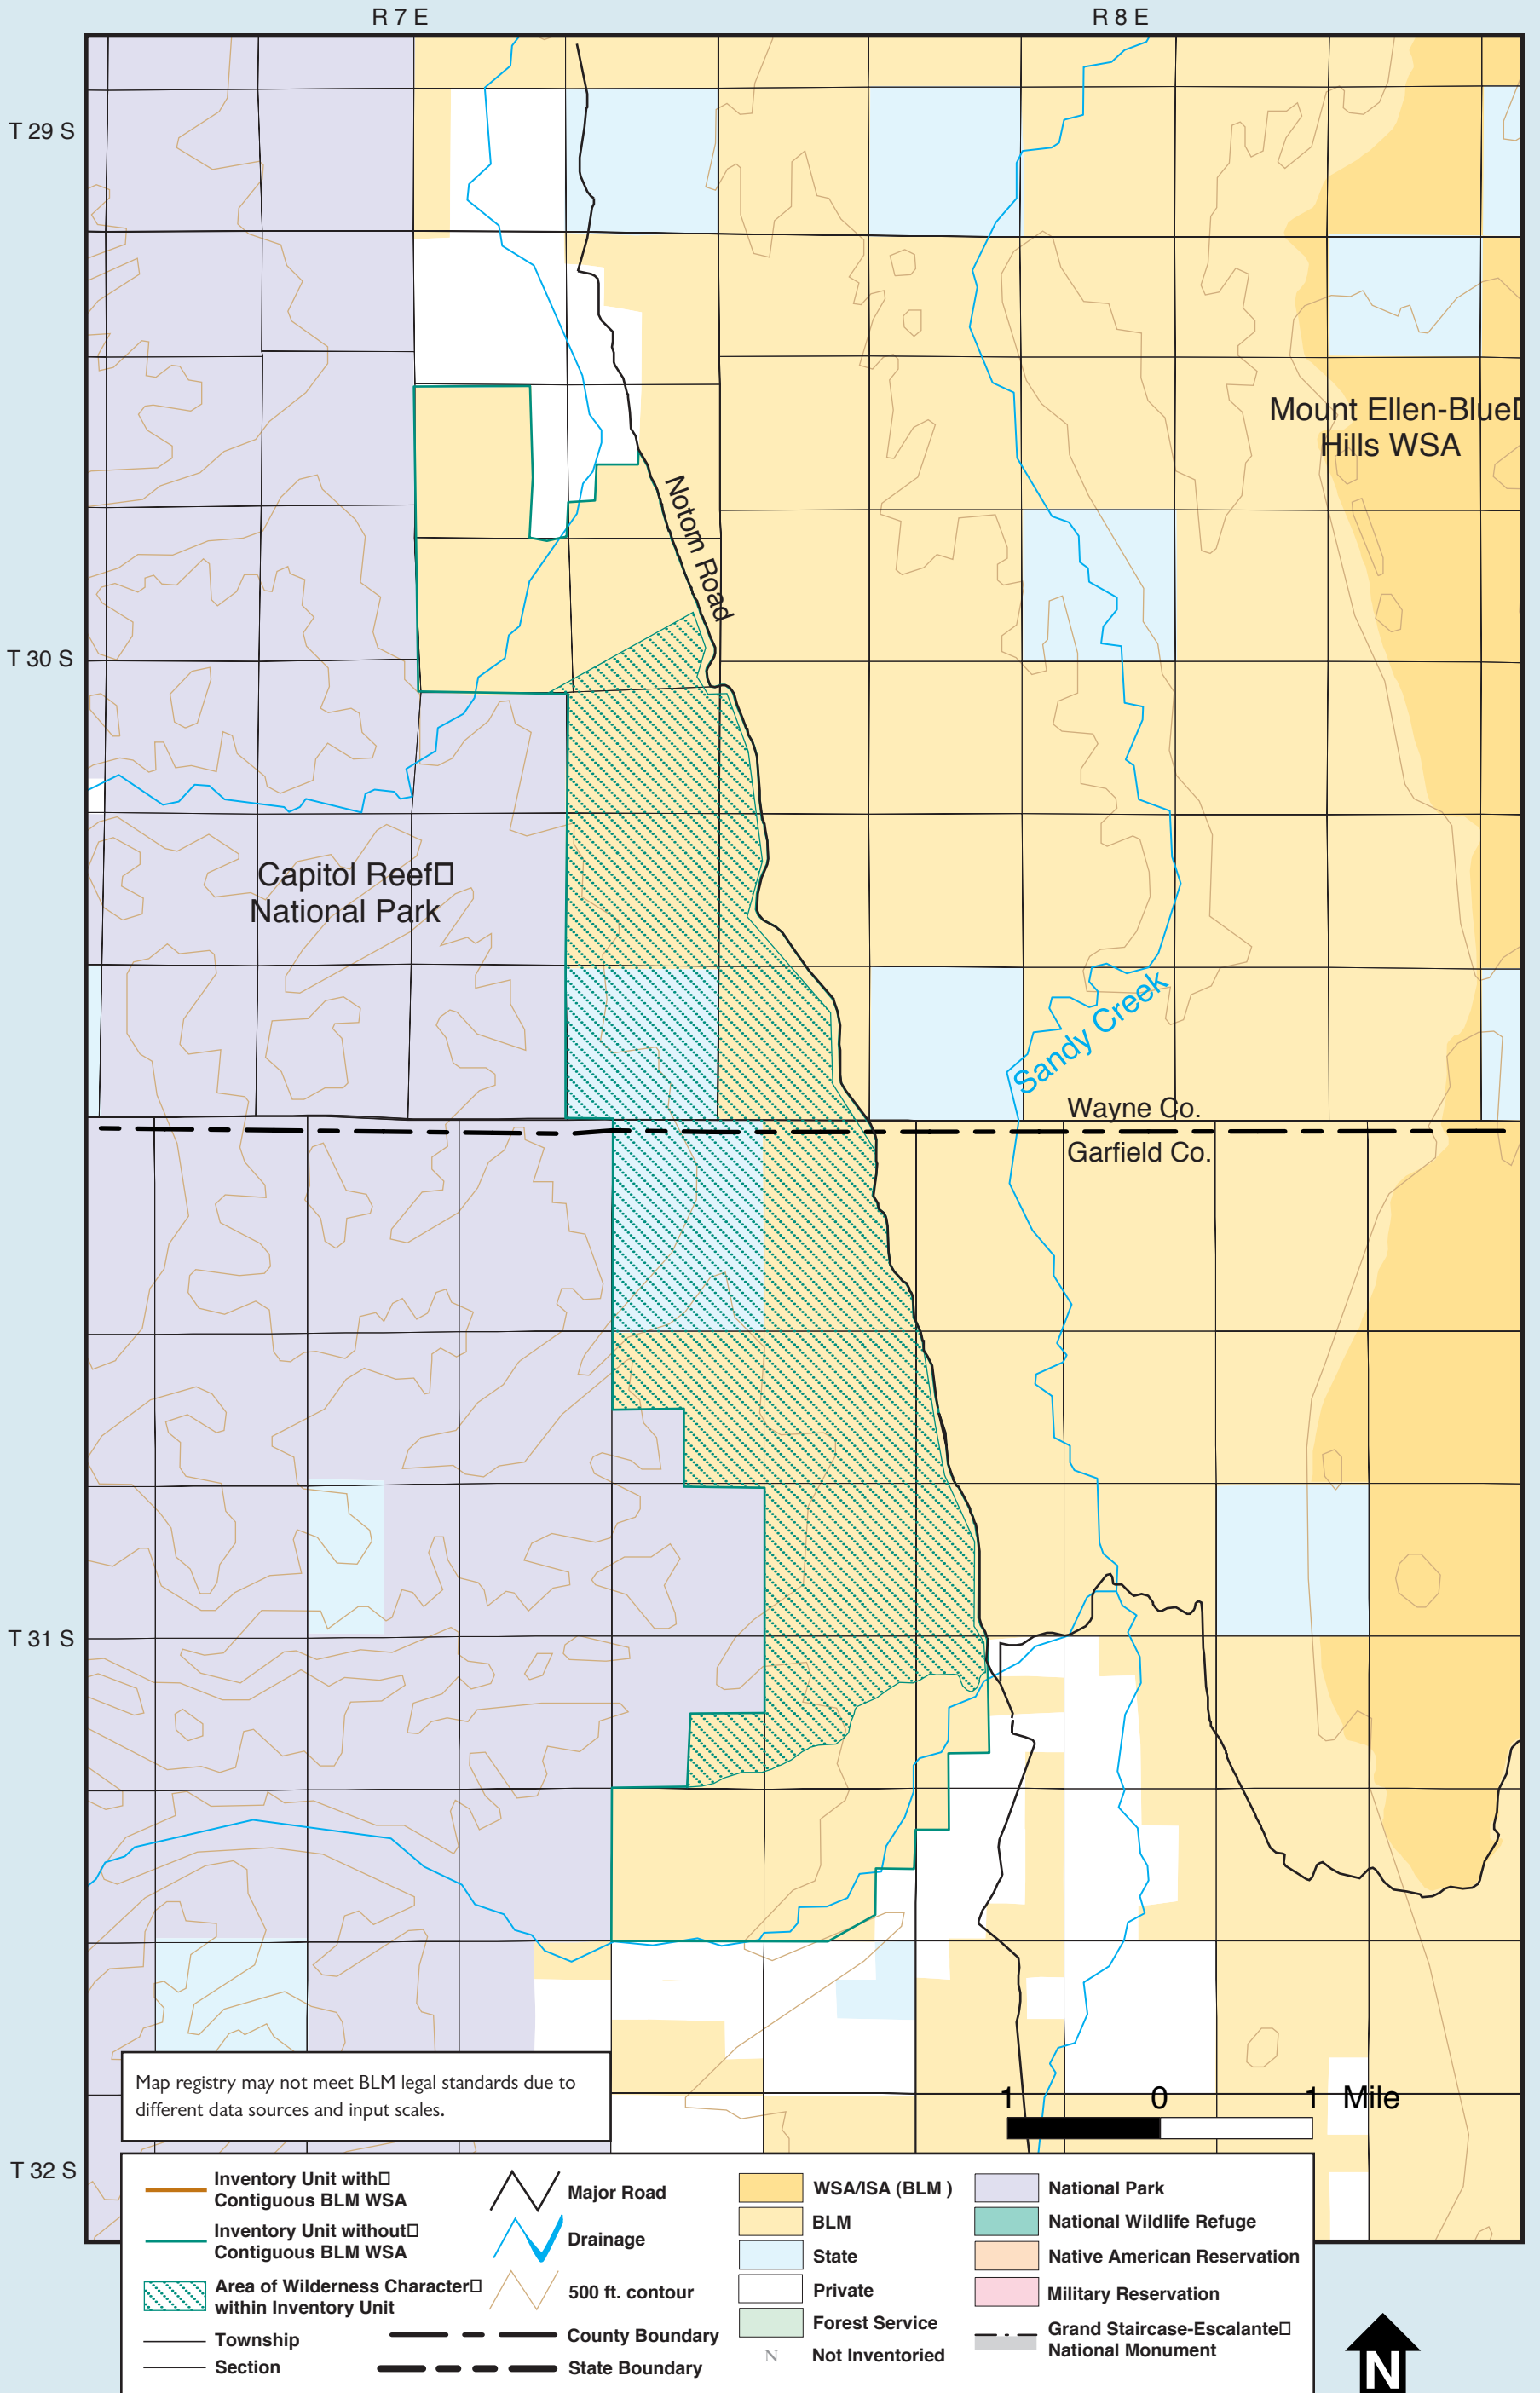 R 7 E
R 8 E
T 29 S
Mount Ellen-Blue
Hills WSA
Notom Road
T 30 S
Capitol Reef
National Park
Sandy Creek
Wayne Co.
Garfield Co.
T 31 S
Map registry may not meet BLM legal standards due to
different data sources and input scales.
1 0 1 Mile
T 32 S
Inventory Unit with
Contiguous BLM WSA
Inventory Unit without
Contiguous BLM WSA
Area of Wilderness Character
within Inventory Unit
Township
Section
Major Road
Drainage
500 ft. contour
County Boundary
State Boundary
WSA/ISA (BLM )
BLM
State
Private
Forest Service
N Not Inventoried
National Park
National Wildlife Refuge
Native American Reservation
Military Reservation
Grand Staircase-Escalante
National Monument
N